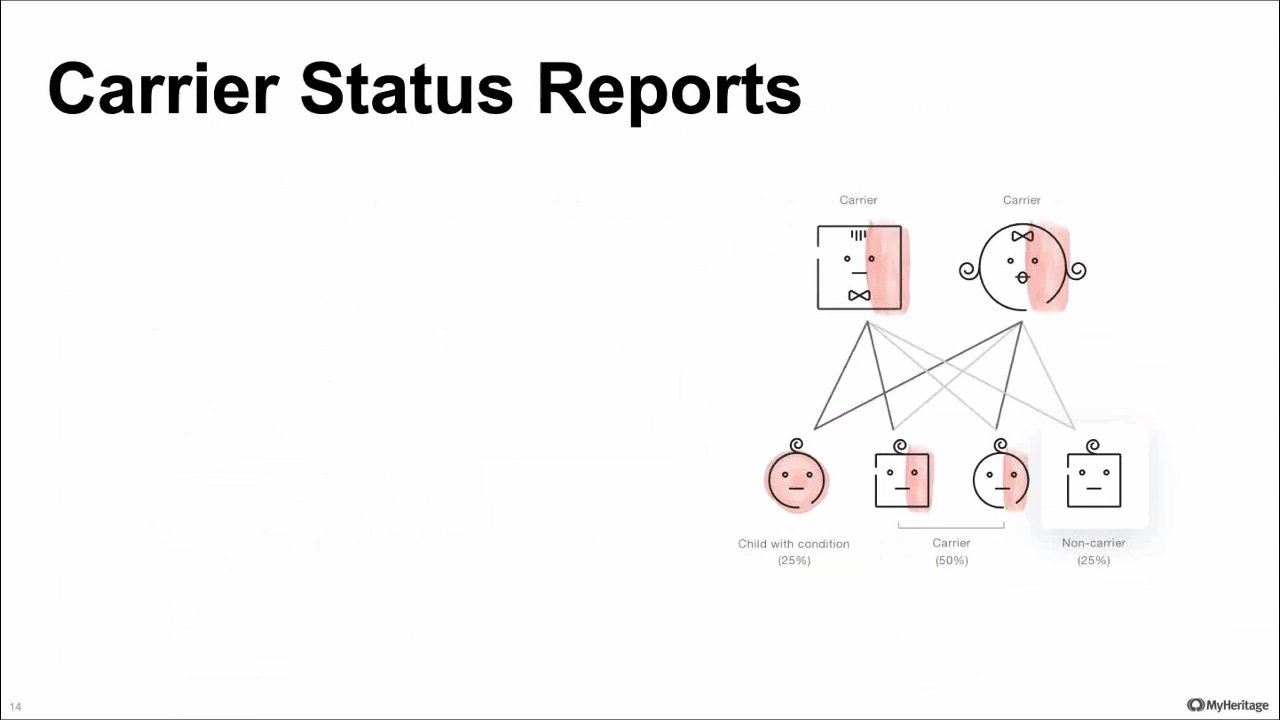 Carrier Status Reports
Carrier
Carrier
Child with condition
(25%)
Carrier
(50%)
Non-carrier
(25%)
14
MyHeritage